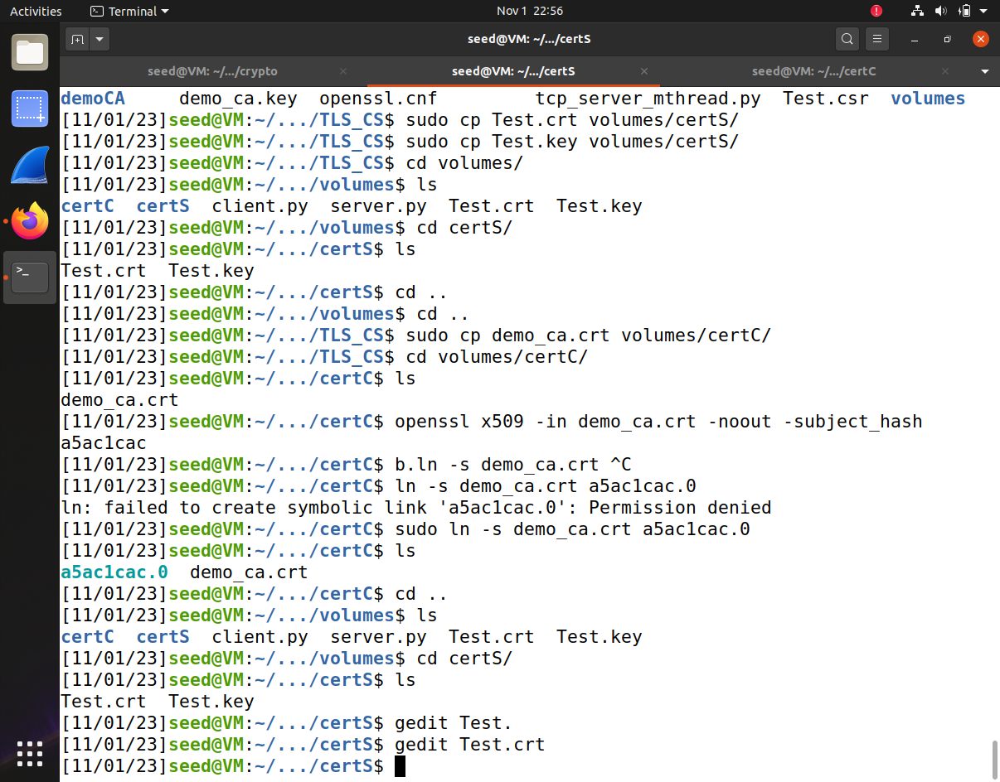 Activities Terminal Nov 1 22:56
seed@VM: ~/.../certS
seed@VM: ~/.../crypto seed@VM: ~/.../certS seed@VM: ~/.../certC
demoCA demo_ca.key openssl.cnf tcp_server_mthread.py Test.csr volumes
[11/01/23]seed@VM:~/.../TLS_CS$ sudo cp Test.crt volumes/certS/
[11/01/23]seed@VM:~/.../TLS_CS$ sudo cp Test.key volumes/certS/
[11/01/23]seed@VM:~/.../TLS_CS$ cd volumes/
[11/01/23]seed@VM:~/.../volumes$ ls
certC certS client.py server.py Test.crt Test.key
[11/01/23]seed@VM:~/.../volumes$ cd certS/
[11/01/23]seed@VM:~/.../certS$ ls
Test.crt Test.key
[11/01/23]seed@VM:~/.../certS$ cd ..
[11/01/23]seed@VM:~/.../volumes$ cd ..
[11/01/23]seed@VM:~/.../TLS_CS$ sudo cp demo_ca.crt volumes/certC/
[11/01/23]seed@VM:~/.../TLS_CS$ cd volumes/certC/
[11/01/23]seed@VM:~/.../certC$ ls
demo_ca.crt
[11/01/23]seed@VM:~/.../certC$ openssl x509 -in demo_ca.crt -noout -subject_hash
a5ac1cac
[11/01/23]seed@VM:~/.../certC$ b.ln -s demo_ca.crt ^C
[11/01/23]seed@VM:~/.../certC$ ln -s demo_ca.crt a5ac1cac.0
ln: failed to create symbolic link 'a5ac1cac.0': Permission denied
[11/01/23]seed@VM:~/.../certC$ sudo ln -s demo_ca.crt a5ac1cac.0
[11/01/23]seed@VM:~/.../certC$ ls
a5ac1cac.0 demo_ca.crt
[11/01/23]seed@VM:~/.../certC$ cd ..
[11/01/23]seed@VM:~/.../volumes$ ls
certC certS client.py server.py Test.crt Test.key
[11/01/23]seed@VM:~/.../volumes$ cd certS/
[11/01/23]seed@VM:~/.../certS$ ls
Test.crt Test.key
[11/01/23]seed@VM:~/.../certS$ gedit Test.
[11/01/23]seed@VM:~/.../certS$ gedit Test.crt
[11/01/23]seed@VM:~/.../certS$